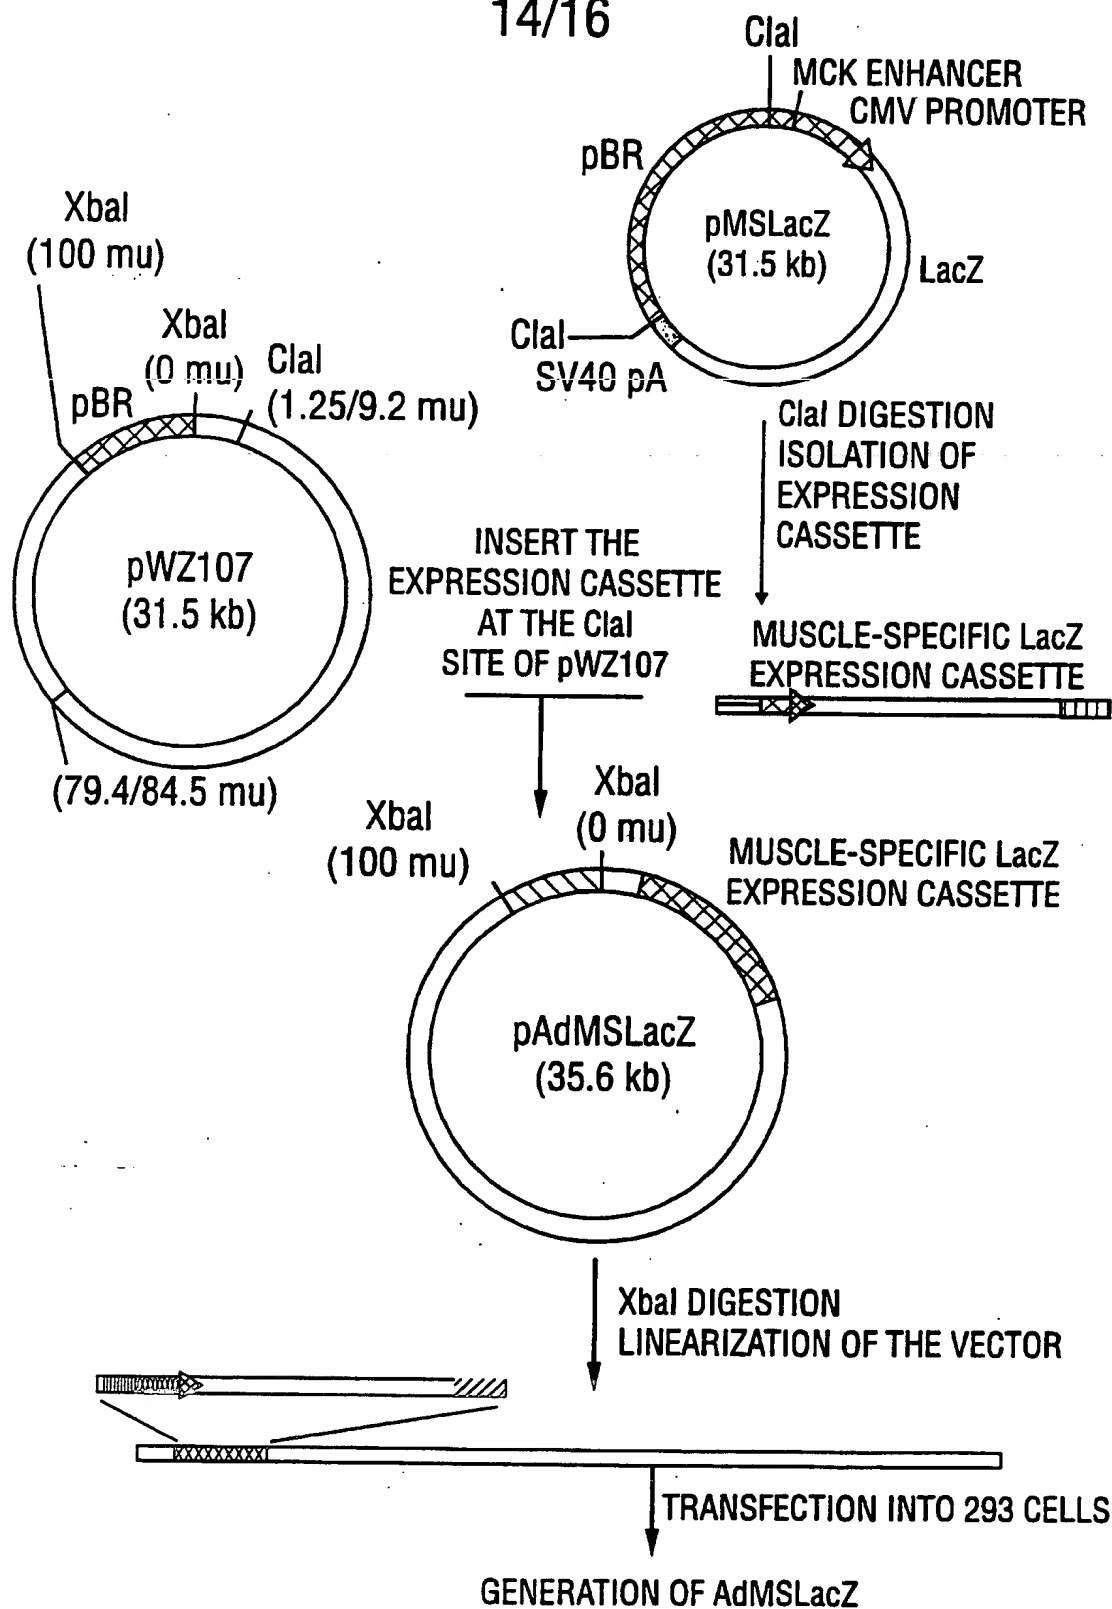 14/16
ClaI
MCK ENHANCER
CMV PROMOTER
pBR
pMSLacZ
(31.5 kb)
LacZ
ClaI
SV40 pA
XbaI
(100 mu)
XbaI
(0 mu)
ClaI
(1.25/9.2 mu)
pBR
pWZ107
(31.5 kb)
(79.4/84.5 mu)
ClaI DIGESTION
ISOLATION OF
EXPRESSION
CASSETTE
INSERT THE
EXPRESSION CASSETTE
AT THE ClaI
SITE OF pWZ107
MUSCLE-SPECIFIC LacZ
EXPRESSION CASSETTE
XbaI
(100 mu)
XbaI
(0 mu)
MUSCLE-SPECIFIC LacZ
EXPRESSION CASSETTE
pAdMSLacZ
(35.6 kb)
XbaI DIGESTION
LINEARIZATION OF THE VECTOR
TRANSFECTION INTO 293 CELLS
GENERATION OF AdMSLacZ